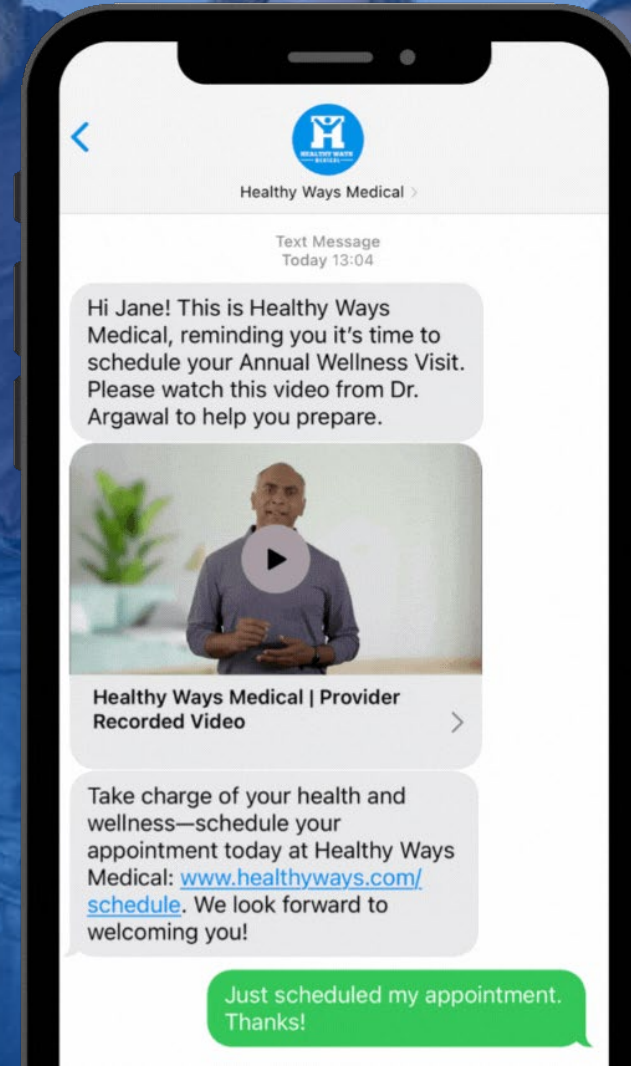 HEALTHY WAYS
MEDICAL
Healthy Ways Medical
Text Message
Today 13:04
Hi Jane! This is Healthy Ways
Medical, reminding you it's time to
schedule your Annual Wellness Visit.
Please watch this video from Dr.
Argawal to help you prepare.
Healthy Ways Medical | Provider
Recorded Video
Take charge of your health and
wellness—schedule your
appointment today at Healthy Ways
Medical: www.healthyways.com/
schedule. We look forward to
welcoming you!
Just scheduled my appointment.
Thanks!